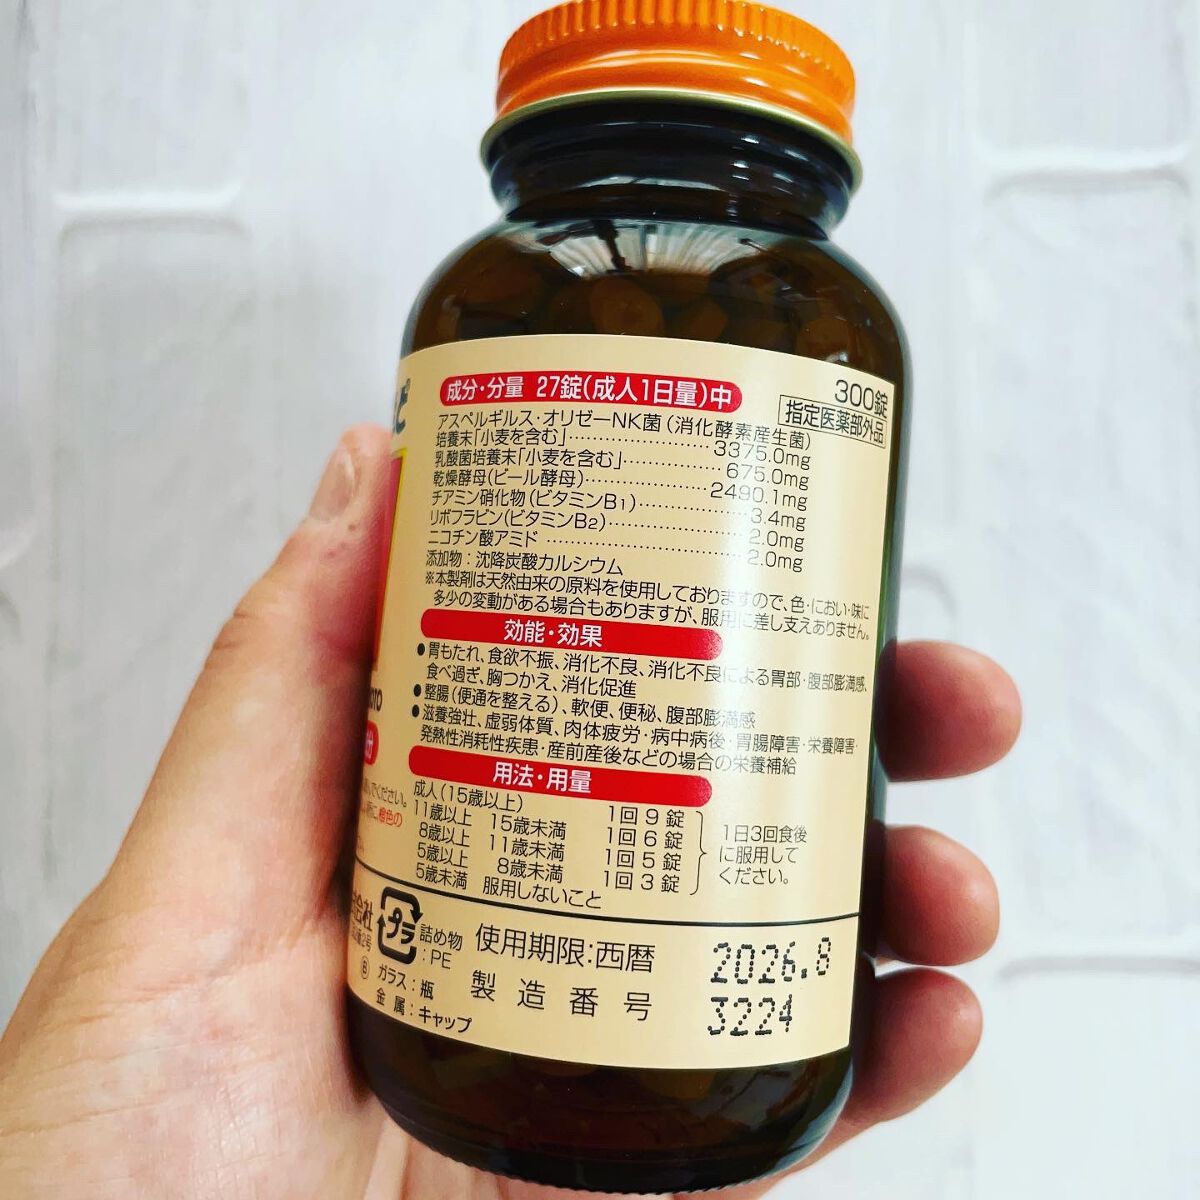 300錠
指定医薬部外品
成分・分量 27錠(成人1日量)中
アスペルギルス・オリゼーNK菌(消化酵素産生菌)
培養末「小麦を含む」……………………3375.0mg
乳酸菌培養末「小麦を含む」………………675.0mg
乾燥酵母(ビール酵母)…………………2490.1mg
チアミン硝化物(ビタミンB1)………………3.4mg
リボフラビン(ビタミンB2)…………………2.0mg
ニコチン酸アミド…………………………2.0mg
添加物：沈降炭酸カルシウム
※本製剤は天然由来の原料を使用しておりますので、色・におい・味に
多少の変動がある場合もありますが、服用に差し支えありません。
効能・効果
●胃もたれ、食欲不振、消化不良、消化不良による胃部・腹部膨満感、
食べ過ぎ、胸つかえ、消化促進
●整腸(便通を整える)、軟便、便秘、腹部膨満感
●滋養強壮、虚弱体質、肉体疲労・病中病後・胃腸障害・栄養障害・
発熱性消耗性疾患・産前産後などの場合の栄養補給
用法・用量
成人(15歳以上) 1回9錠
11歳以上 15歳未満 1回6錠
8歳以上 11歳未満 1回5錠
5歳以上 8歳未満 1回3錠
5歳未満 服用しないこと
1日3回食後
に服用して
ください。
プラ
詰め物
：PE
Ⓑ ガラス：瓶
金属：キャップ
使用期限：西暦 2026.8
製造番号 3224
ビ
OTO
てください。
橙色の
会社
2号